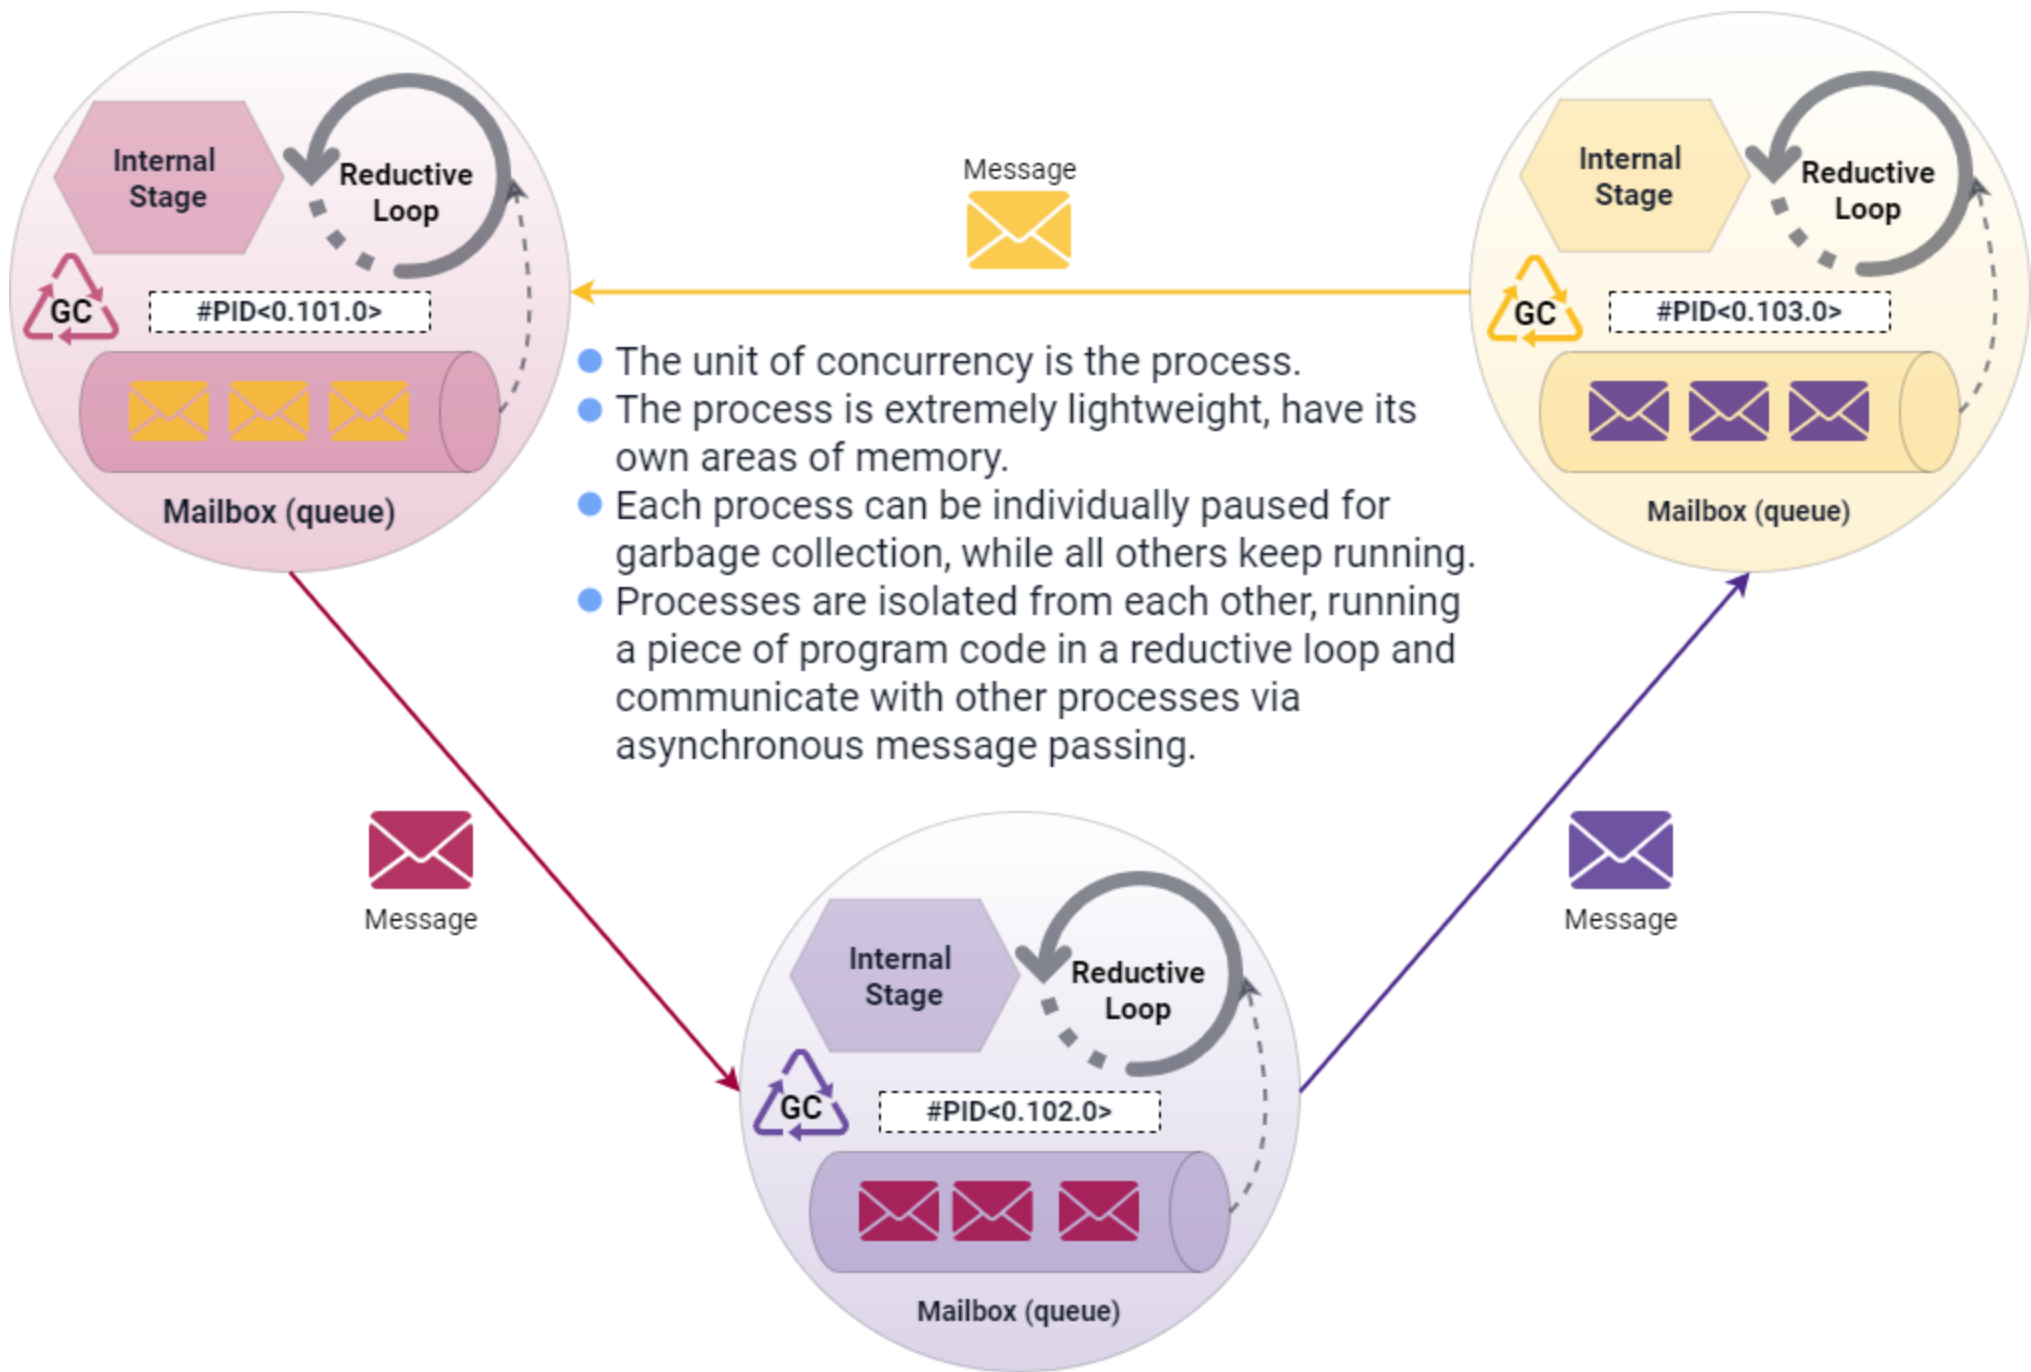 Internal
Stage
Reductive
Loop
GC
#PID<0.101.0>
Mailbox (queue)
Message
Internal
Stage
Reductive
Loop
GC
#PID<0.103.0>
Mailbox (queue)
The unit of concurrency is the process.
The process is extremely lightweight, have its
own areas of memory.
Each process can be individually paused for
garbage collection, while all others keep running.
Processes are isolated from each other, running
a piece of program code in a reductive loop and
communicate with other processes via
asynchronous message passing.
Message
Message
Internal
Stage
Reductive
Loop
GC
#PID<0.102.0>
Mailbox (queue)